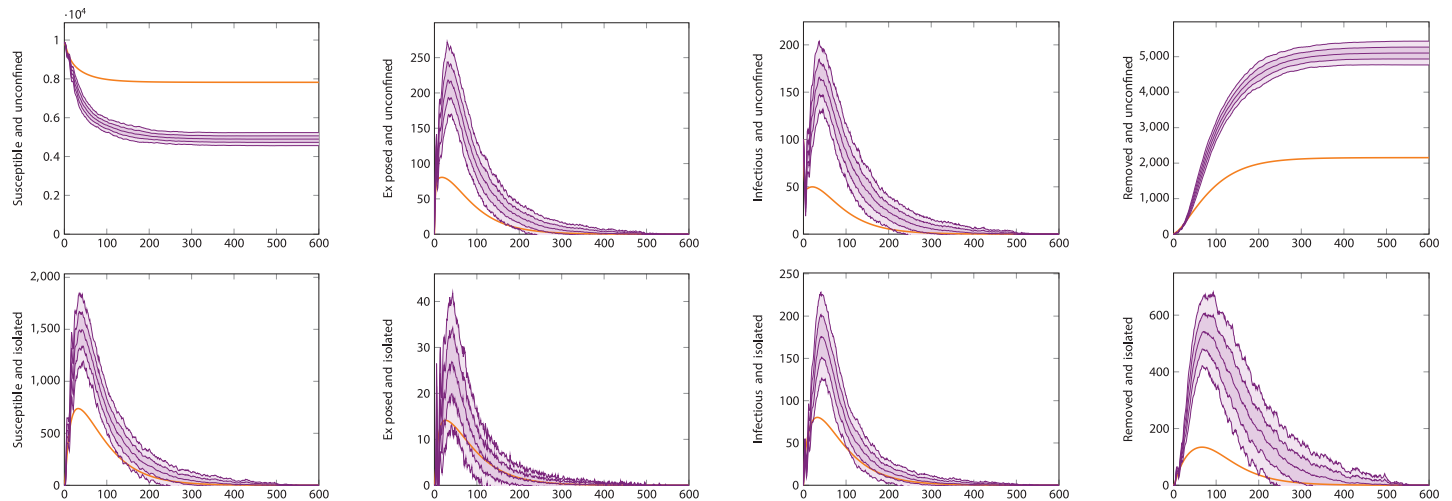 ·10⁴
Susceptible and unconfined
1
0.8
0.6
0.4
0.2
0
0 100 200 300 400 500 600
Ex posed and unconfined
250
200
150
100
50
0
0 100 200 300 400 500 600
Infectious and unconfined
200
150
100
50
0
0 100 200 300 400 500 600
Removed and unconfined
5,000
4,000
3,000
2,000
1,000
0
0 100 200 300 400 500 600
Susceptible and isolated
2,000
1,500
1,000
500
0
0 100 200 300 400 500 600
Ex posed and isolated
40
30
20
10
0
0 100 200 300 400 500 600
Infectious and isolated
250
200
150
100
50
0
0 100 200 300 400 500 600
Removed and isolated
600
400
200
0
0 100 200 300 400 500 600